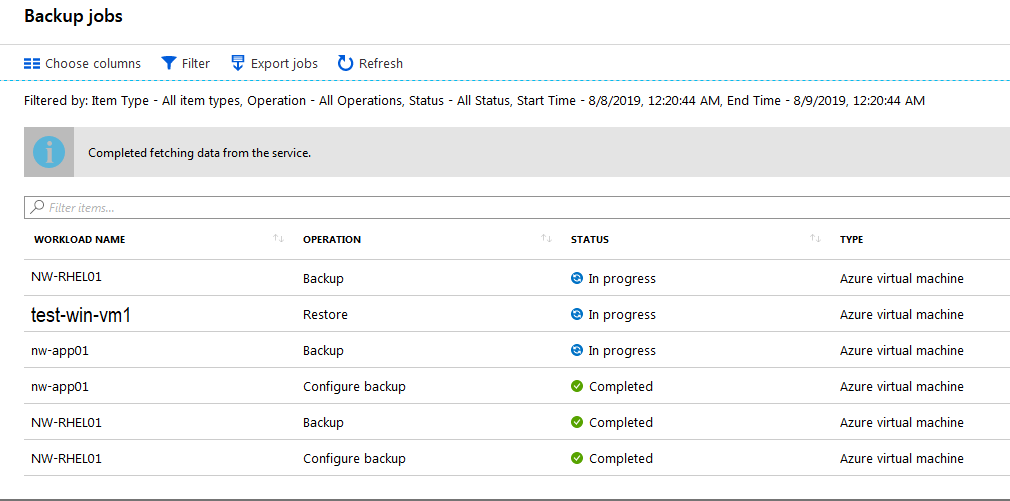 Backup jobs
Choose columns Filter Export jobs Refresh
Filtered by: Item Type - All item types, Operation - All Operations, Status - All Status, Start Time - 8/8/2019, 12:20:44 AM, End Time - 8/9/2019, 12:20:44 AM
Completed fetching data from the service.
Filter items...
WORKLOAD NAME OPERATION STATUS TYPE
NW-RHEL01 Backup In progress Azure virtual machine
test-win-vm1 Restore In progress Azure virtual machine
nw-app01 Backup In progress Azure virtual machine
nw-app01 Configure backup Completed Azure virtual machine
NW-RHEL01 Backup Completed Azure virtual machine
NW-RHEL01 Configure backup Completed Azure virtual machine